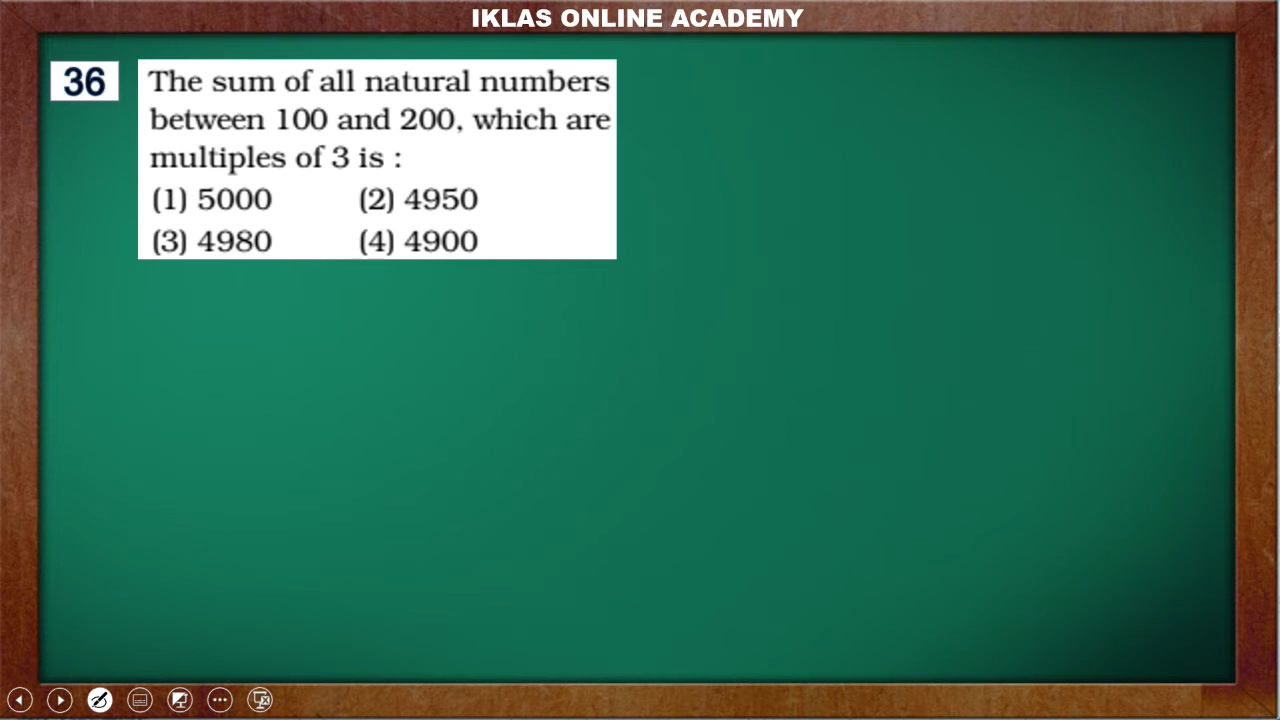 IKLAS ONLINE ACADEMY
36
The sum of all natural numbers
between 100 and 200, which are
multiples of 3 is :
(1) 5000 (2) 4950
(3) 4980 (4) 4900